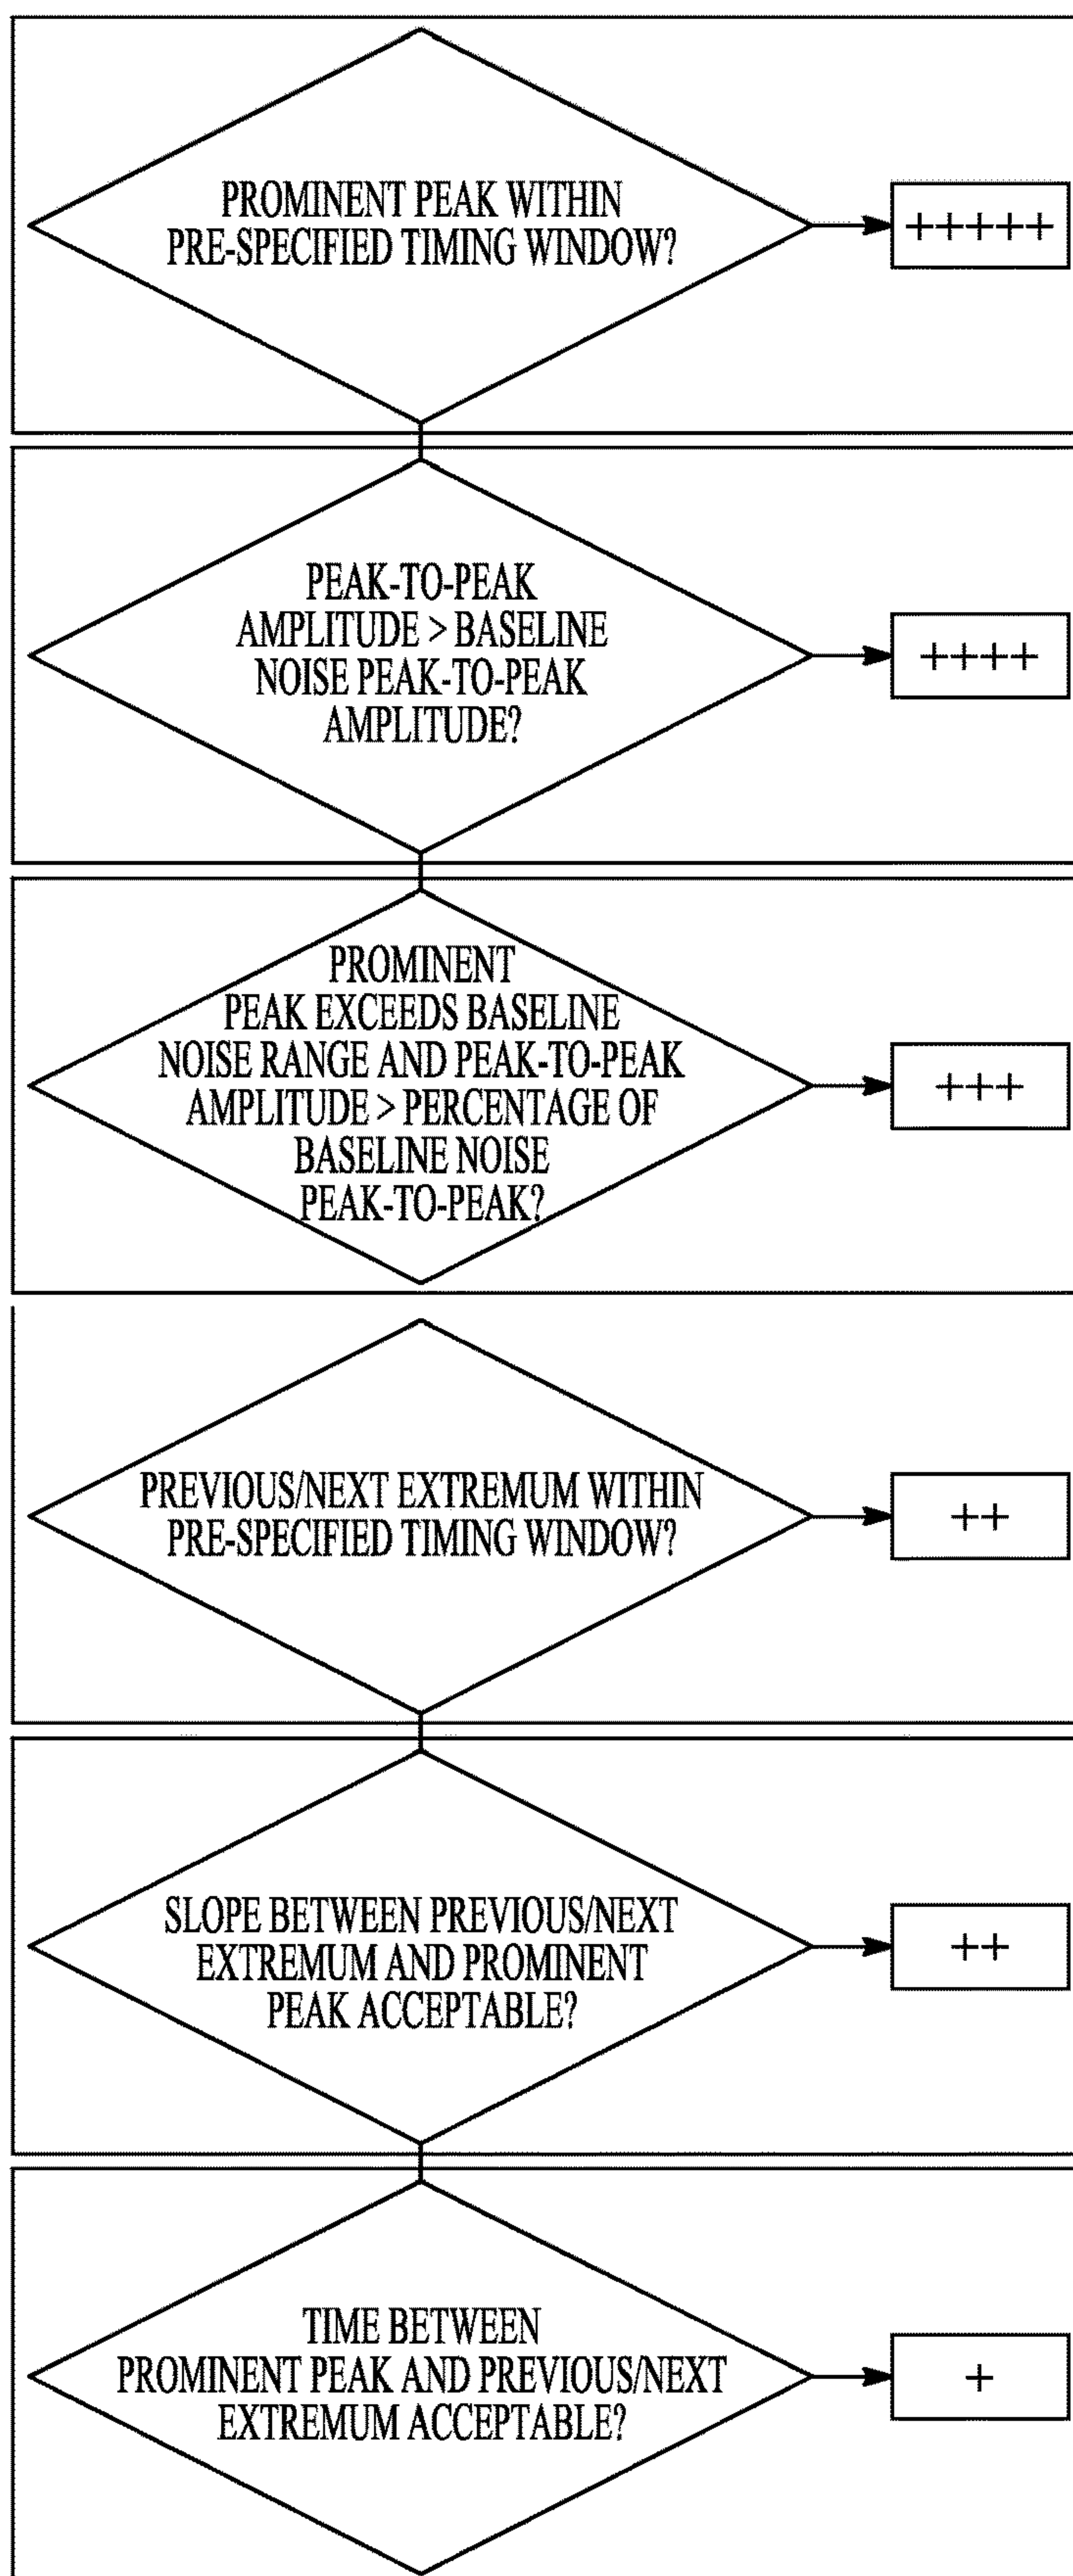 PROMINENT PEAK WITHIN
PRE-SPECIFIED TIMING WINDOW?
+++++
PEAK-TO-PEAK
AMPLITUDE > BASELINE
NOISE PEAK-TO-PEAK
AMPLITUDE?
++++
PROMINENT
PEAK EXCEEDS BASELINE
NOISE RANGE AND PEAK-TO-PEAK
AMPLITUDE > PERCENTAGE OF
BASELINE NOISE
PEAK-TO-PEAK?
+++
PREVIOUS/NEXT EXTREMUM WITHIN
PRE-SPECIFIED TIMING WINDOW?
++
SLOPE BETWEEN PREVIOUS/NEXT
EXTREMUM AND PROMINENT
PEAK ACCEPTABLE?
++
TIME BETWEEN
PROMINENT PEAK AND PREVIOUS/NEXT
EXTREMUM ACCEPTABLE?
+